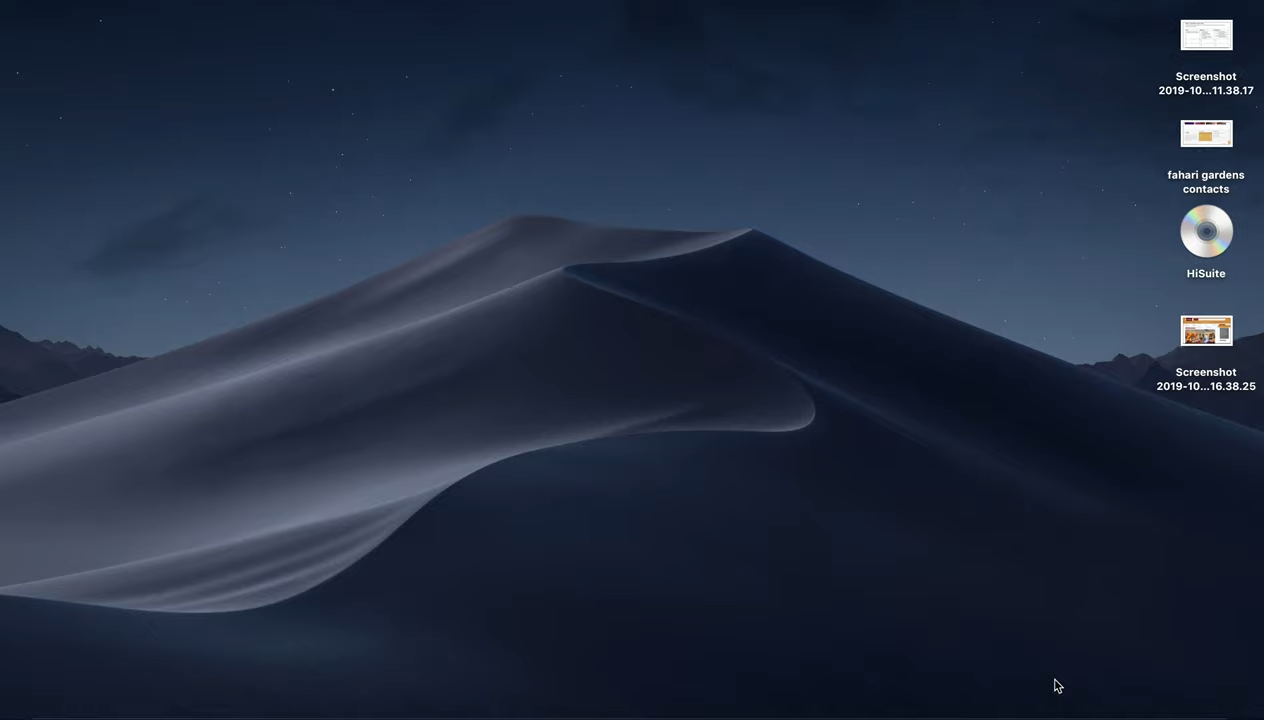 Screenshot
2019-10...11.38.17
fahari gardens
contacts
HiSuite
Screenshot
2019-10...16.38.25